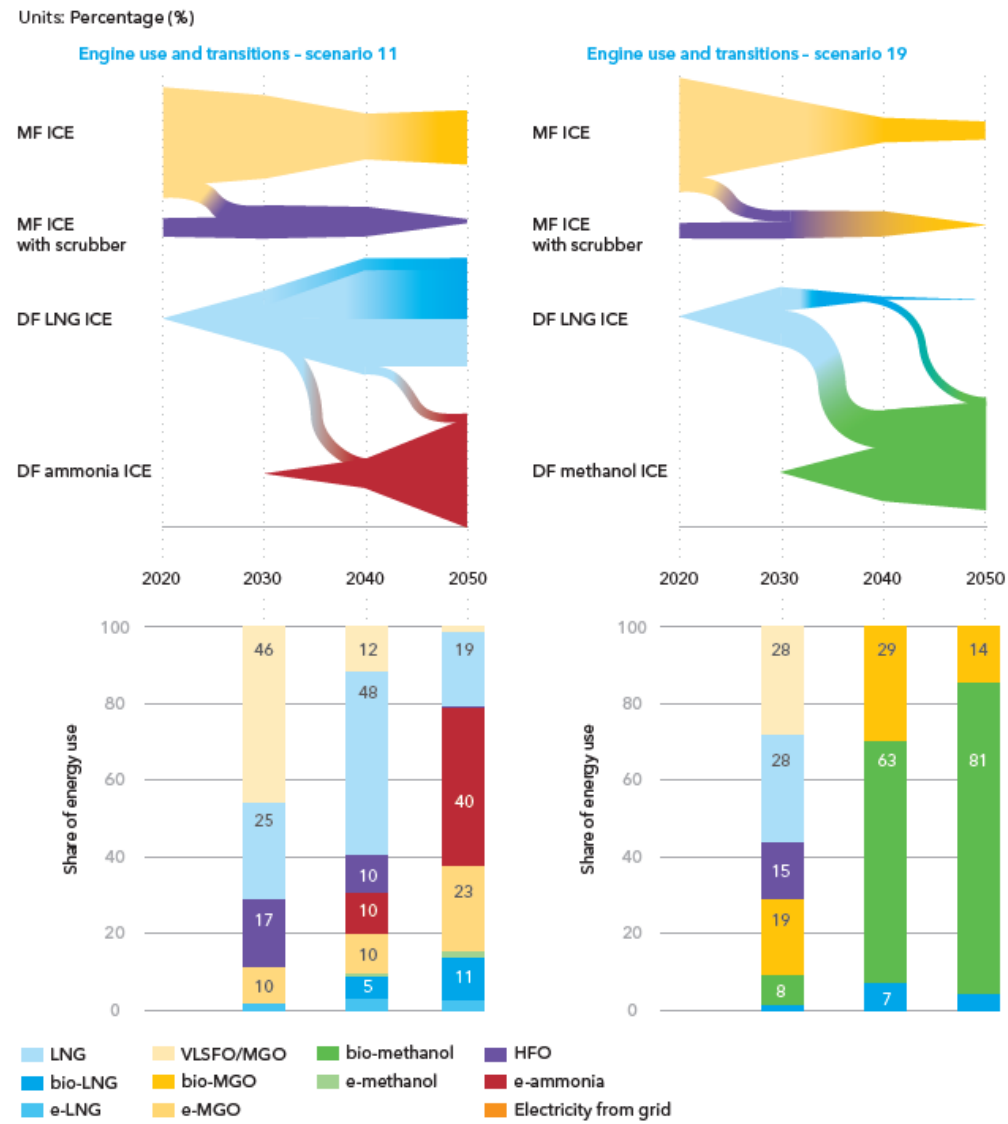 Units: Percentage (%)
Engine use and transitions – scenario 11
Engine use and transitions – scenario 19
MF ICE
MF ICE
with scrubber
DF LNG ICE
DF ammonia ICE
MF ICE
MF ICE
with scrubber
DF LNG ICE
DF methanol ICE
2020 2030 2040 2050
2020 2030 2040 2050
Share of energy use
100
80
60
40
20
0
46
25
17
10
12
48
10
10
10
5
19
40
23
11
Share of energy use
100
80
60
40
20
0
28
28
15
19
8
29
63
7
14
81
LNG
VLSFO/MGO
bio-methanol
HFO
bio-LNG
bio-MGO
e-methanol
e-ammonia
e-LNG
e-MGO
Electricity from grid